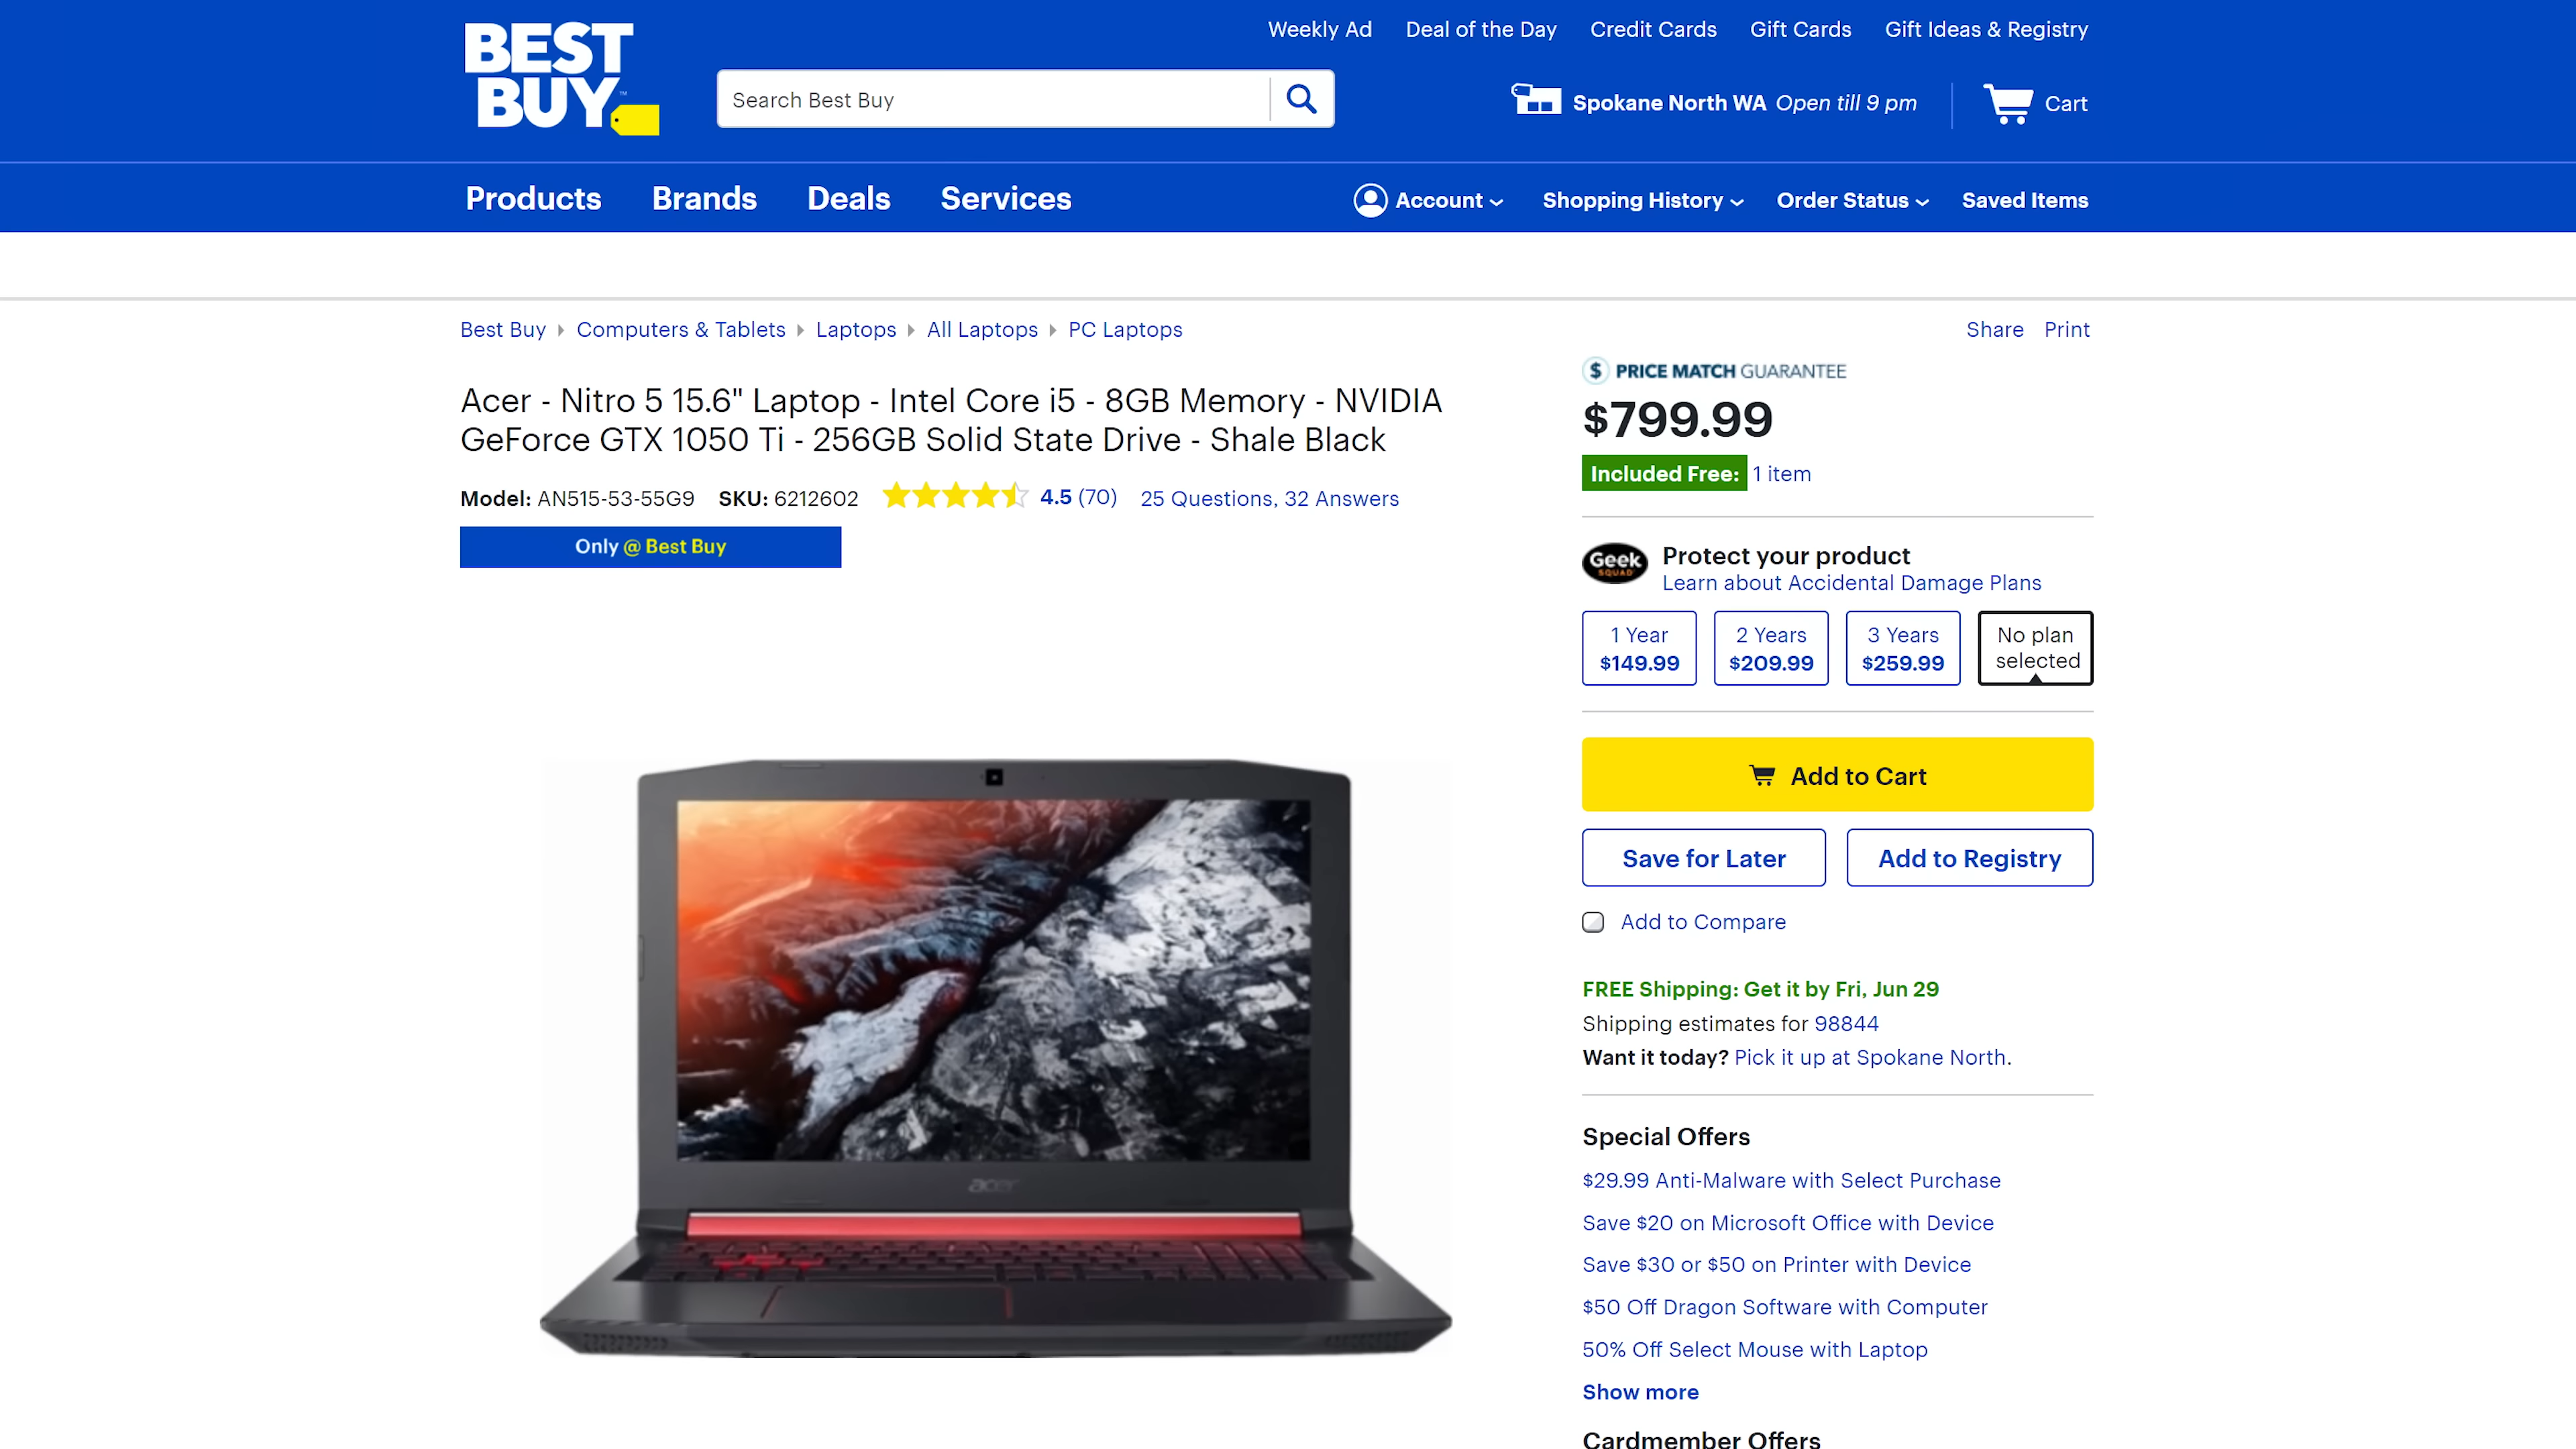 BEST
BUY™
Weekly Ad Deal of the Day Credit Cards Gift Cards Gift Ideas & Registry
Search Best Buy
Spokane North WA Open till 9 pm
Cart
Products Brands Deals Services
Account Shopping History Order Status Saved Items
Best Buy Computers & Tablets Laptops All Laptops PC Laptops
Share Print
Acer - Nitro 5 15.6" Laptop - Intel Core i5 - 8GB Memory - NVIDIA
GeForce GTX 1050 Ti - 256GB Solid State Drive - Shale Black
Model: AN515-53-55G9 SKU: 6212602 4.5 (70) 25 Questions, 32 Answers
Only @ Best Buy
acer
$ PRICE MATCH GUARANTEE
$799.99
Included Free: 1 item
Geek
SQUAD
Protect your product
Learn about Accidental Damage Plans
1 Year
$149.99
2 Years
$209.99
3 Years
$259.99
No plan
selected
Add to Cart
Save for Later
Add to Registry
Add to Compare
FREE Shipping: Get it by Fri, Jun 29
Shipping estimates for 98844
Want it today? Pick it up at Spokane North.
Special Offers
$29.99 Anti-Malware with Select Purchase
Save $20 on Microsoft Office with Device
Save $30 or $50 on Printer with Device
$50 Off Dragon Software with Computer
50% Off Select Mouse with Laptop
Show more
Cardmember Offers